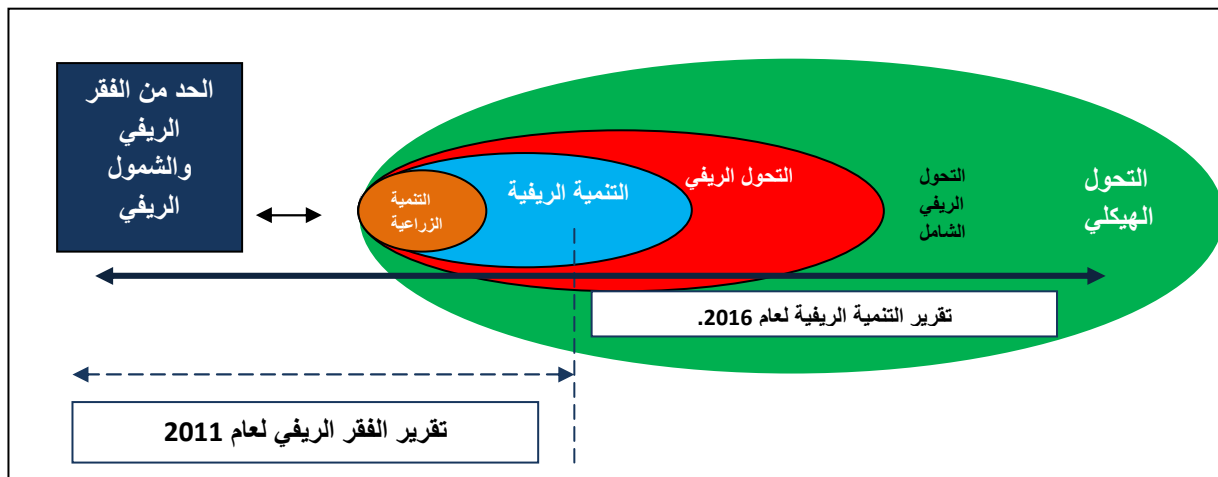 الحد من الفقر
الريفي
والشمول
الريفي
التنمية
الزراعية
التنمية الريفية
التحول الريفي
التحول
الريفي
الشامل
التحول
الهيكلي
تقرير التنمية الريفية لعام 2016.
تقرير الفقر الريفي لعام 2011